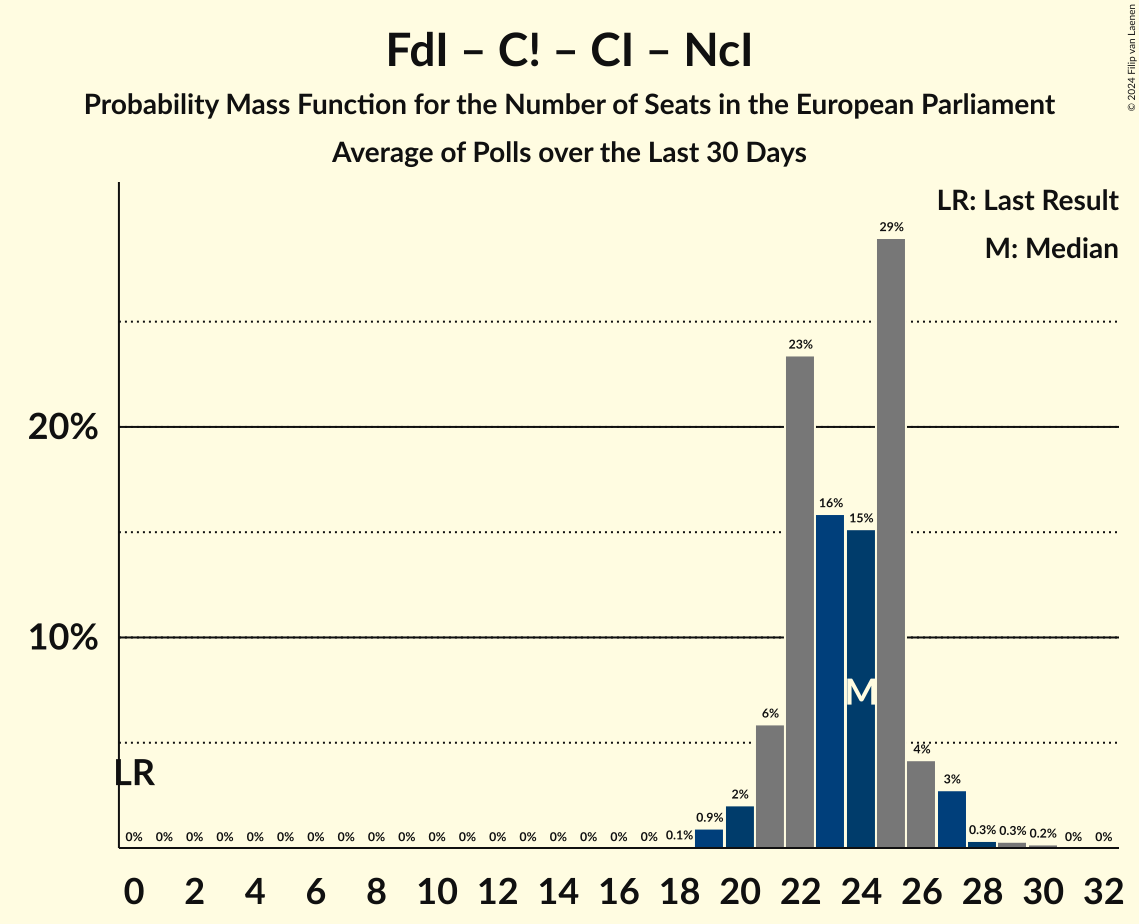 FdI – C! – CI – NcI
Probability Mass Function for the Number of Seats in the European Parliament
Average of Polls over the Last 30 Days
© 2024 Filip van Laenen
LR: Last Result
M: Median
29%
23%
20%
16%
15%
10%
M
6%
4%
LR
3%
2%
0% 0% 0% 0% 0% 0% 0% 0% 0% 0% 0% 0% 0% 0% 0% 0% 0% 0% 0.1% 0.9% 0.3% 0.3% 0.2% 0% 0%
0 2 4 6 8 10 12 14 16 18 20 22 24 26 28 30 32